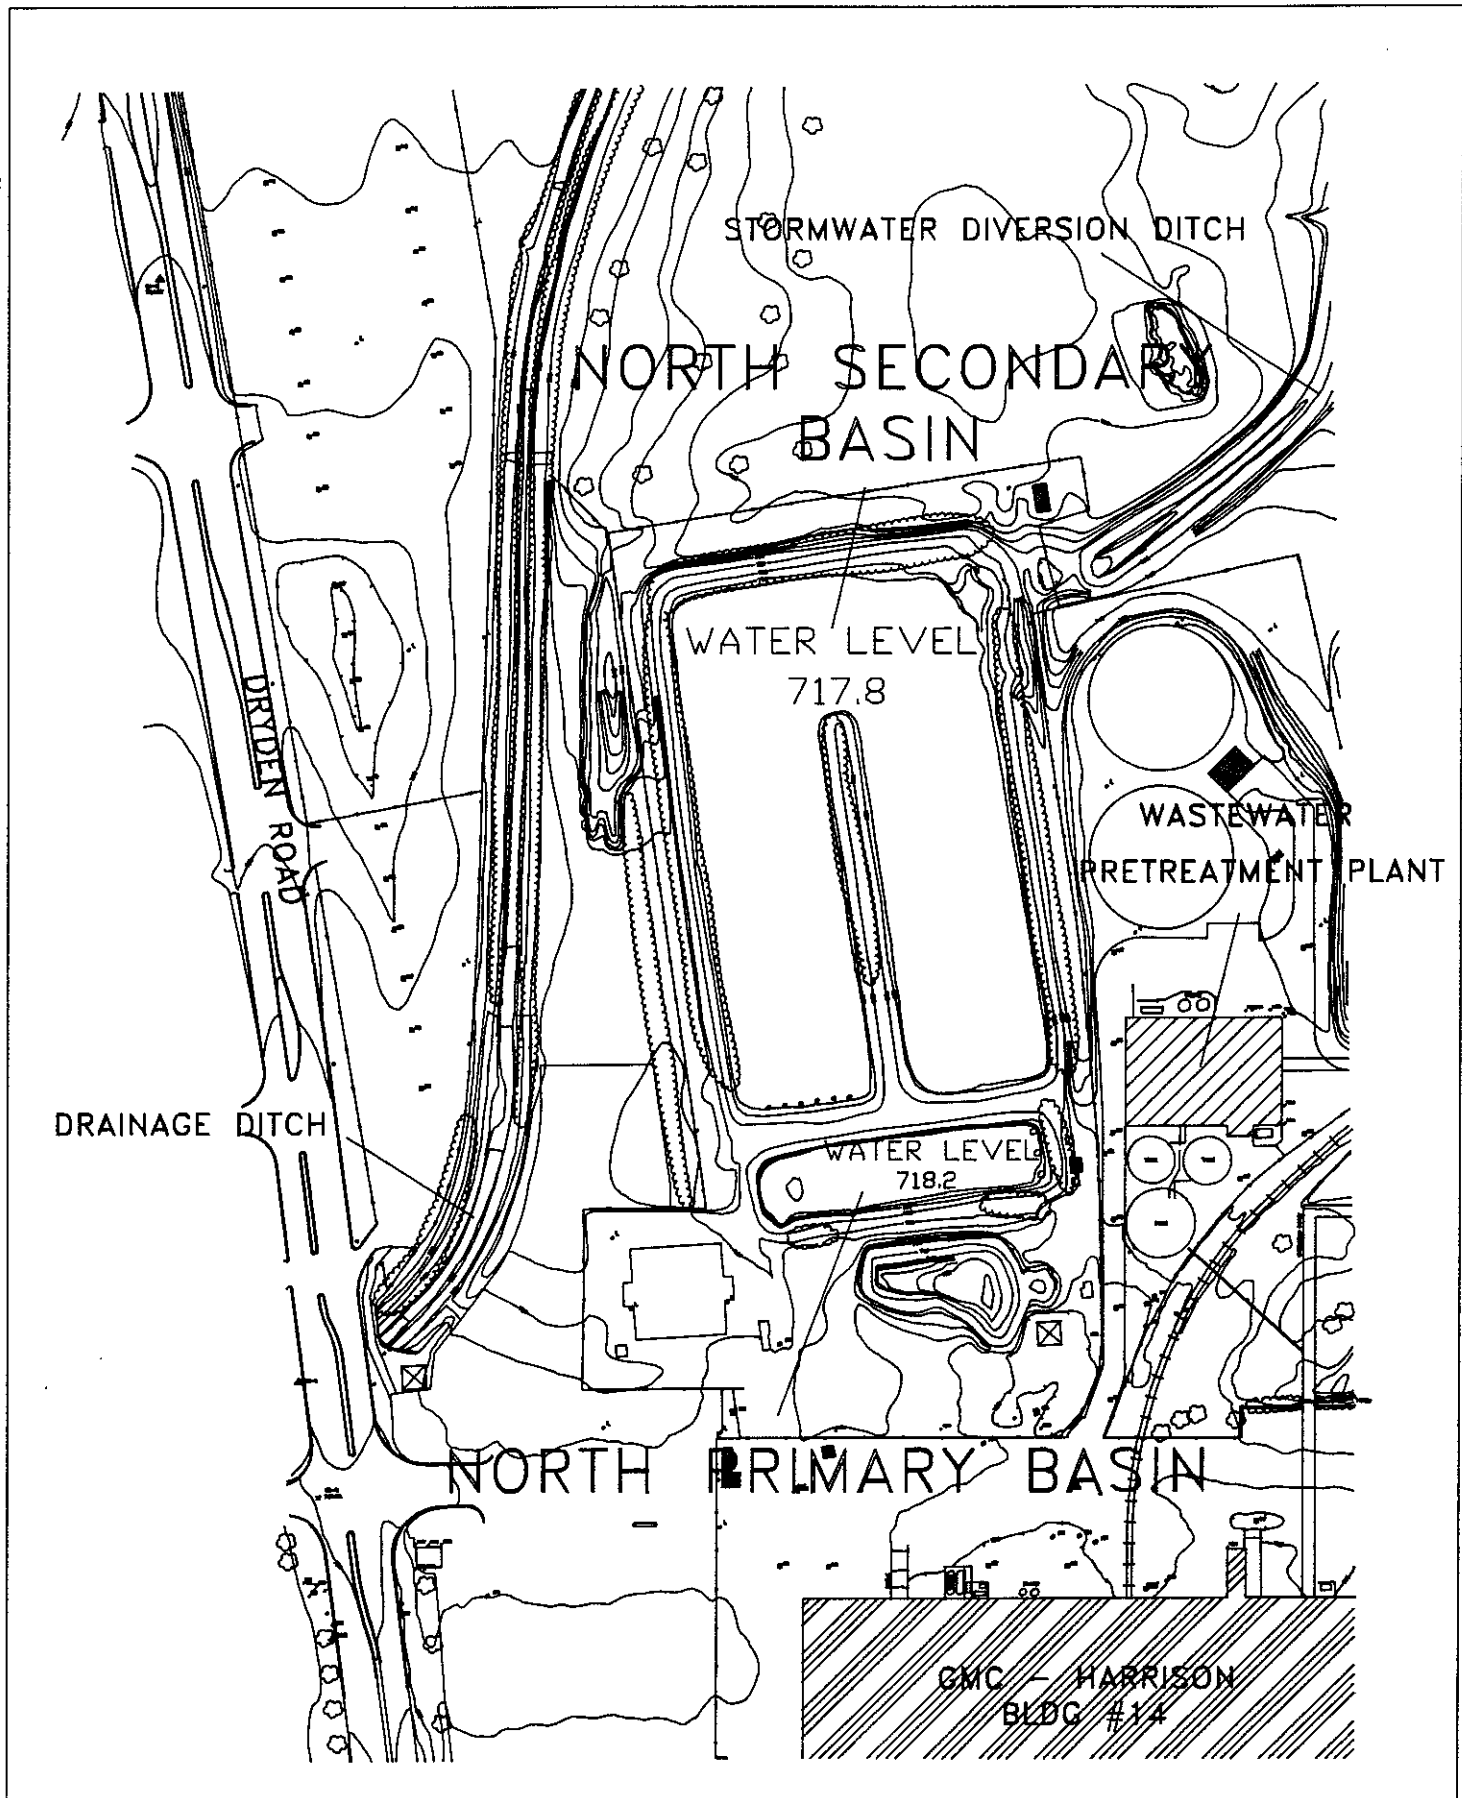 STORMWATER DIVERSION DITCH
NORTH SECONDARY
BASIN
WATER LEVEL
717.8
DRYDEN ROAD
WASTEWATER
PRETREATMENT PLANT
DRAINAGE DITCH
WATER LEVEL
718.2
NORTH PRIMARY BASIN
GMC - HARRISON
BLDG #14